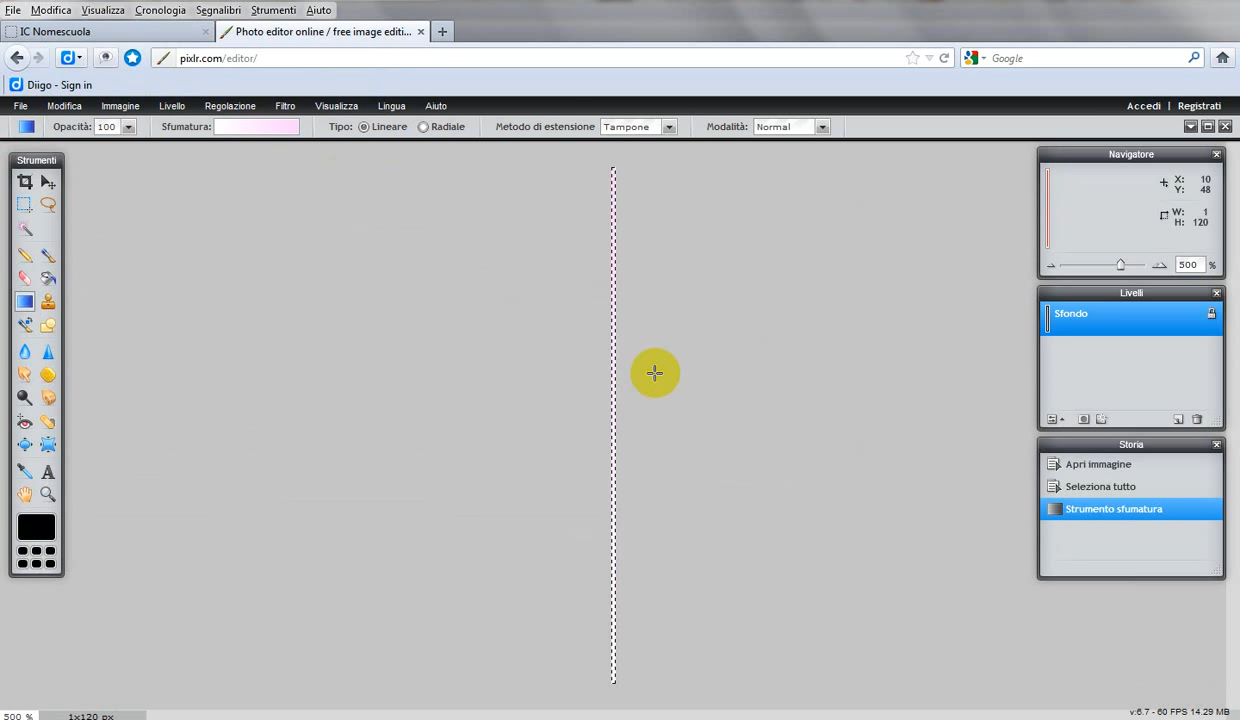 File Modifica Visualizza Cronologia Segnalibri Strumenti Aiuto
IC Nomescuola Photo editor online / free image editi...
pixlr.com/editor/ Google
Diigo - Sign in
File Modifica Immagine Livello Regolazione Filtro Visualizza Lingua Aiuto Accedi | Registrati
Opacità: 100 Sfumatura: Tipo: Lineare Radiale Metodo di estensione Tampone Modalità: Normal
Strumenti
Navigatore
X: 10
Y: 48
W: 1
H: 120
500 %
Livelli
Sfondo
Storia
Apri immagine
Seleziona tutto
Strumento sfumatura
500 % 1x120 px
v:6.7 - 60 FPS 14.29 MB